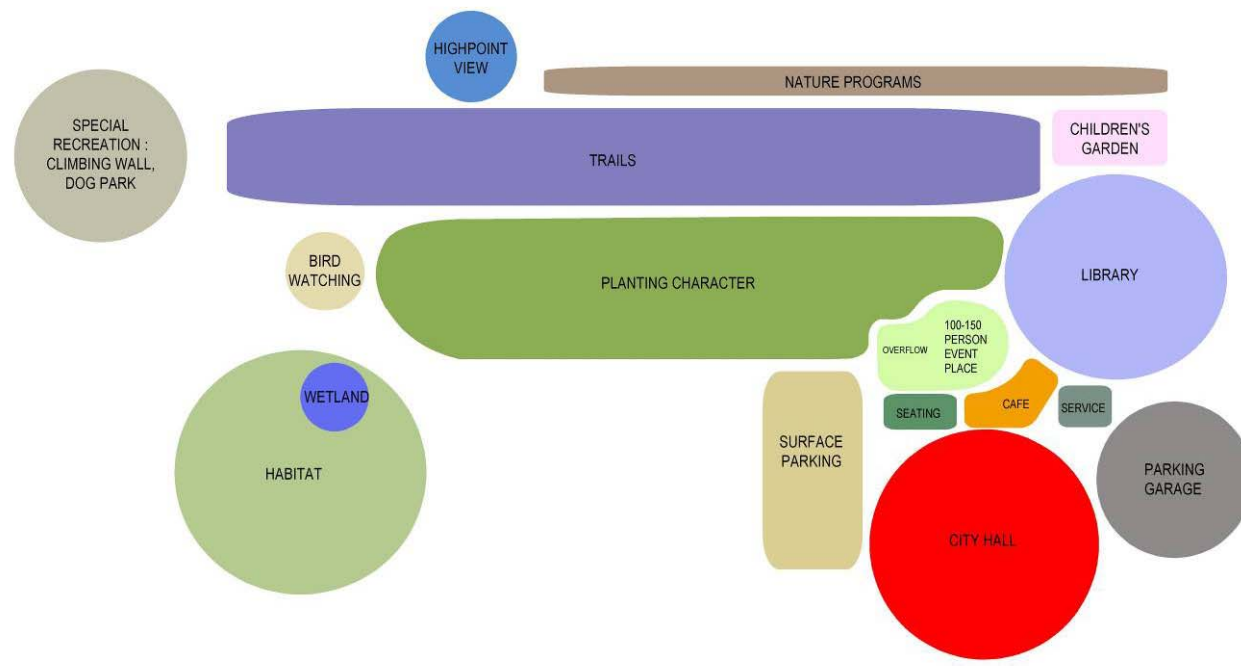 HIGHPOINT
VIEW
NATURE PROGRAMS
SPECIAL
RECREATION :
CLIMBING WALL,
DOG PARK
TRAILS
CHILDREN'S
GARDEN
BIRD
WATCHING
PLANTING CHARACTER
LIBRARY
OVERFLOW
100-150
PERSON
EVENT
PLACE
WETLAND
HABITAT
SURFACE
PARKING
SEATING
CAFE
SERVICE
PARKING
GARAGE
CITY HALL